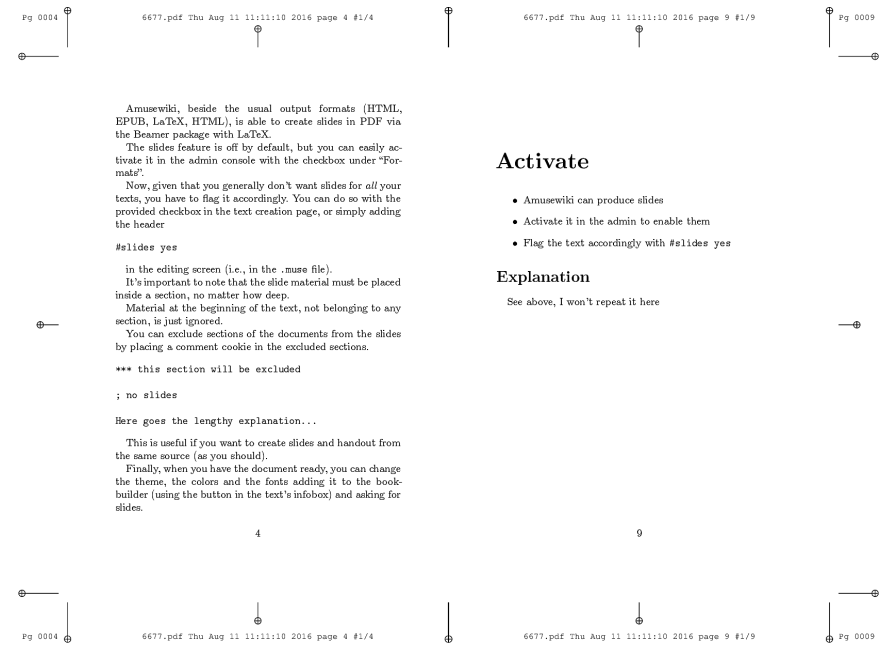 Pg 0004
6677.pdf Thu Aug 11 11:11:10 2016 page 4 #1/4
6677.pdf Thu Aug 11 11:11:10 2016 page 9 #1/9
Pg 0009
Amusewiki, beside the usual output formats (HTML,
EPUB, LaTeX, HTML), is able to create slides in PDF via
the Beamer package with LaTeX.
The slides feature is off by default, but you can easily ac-
tivate it in the admin console with the checkbox under “For-
mats”.
Now, given that you generally don't want slides for all your
texts, you have to flag it accordingly. You can do so with the
provided checkbox in the text creation page, or simply adding
the header
#slides yes
in the editing screen (i.e., in the .muse file).
It's important to note that the slide material must be placed
inside a section, no matter how deep.
Material at the beginning of the text, not belonging to any
section, is just ignored.
You can exclude sections of the documents from the slides
by placing a comment cookie in the excluded sections.
*** this section will be excluded
; no slides
Here goes the lengthy explanation...
This is useful if you want to create slides and handout from
the same source (as you should).
Finally, when you have the document ready, you can change
the theme, the colors and the fonts adding it to the book-
builder (using the button in the text's infobox) and asking for
slides.
4
Activate
• Amusewiki can produce slides
• Activate it in the admin to enable them
• Flag the text accordingly with #slides yes
Explanation
See above, I won't repeat it here
9
Pg 0004
6677.pdf Thu Aug 11 11:11:10 2016 page 4 #1/4
6677.pdf Thu Aug 11 11:11:10 2016 page 9 #1/9
Pg 0009